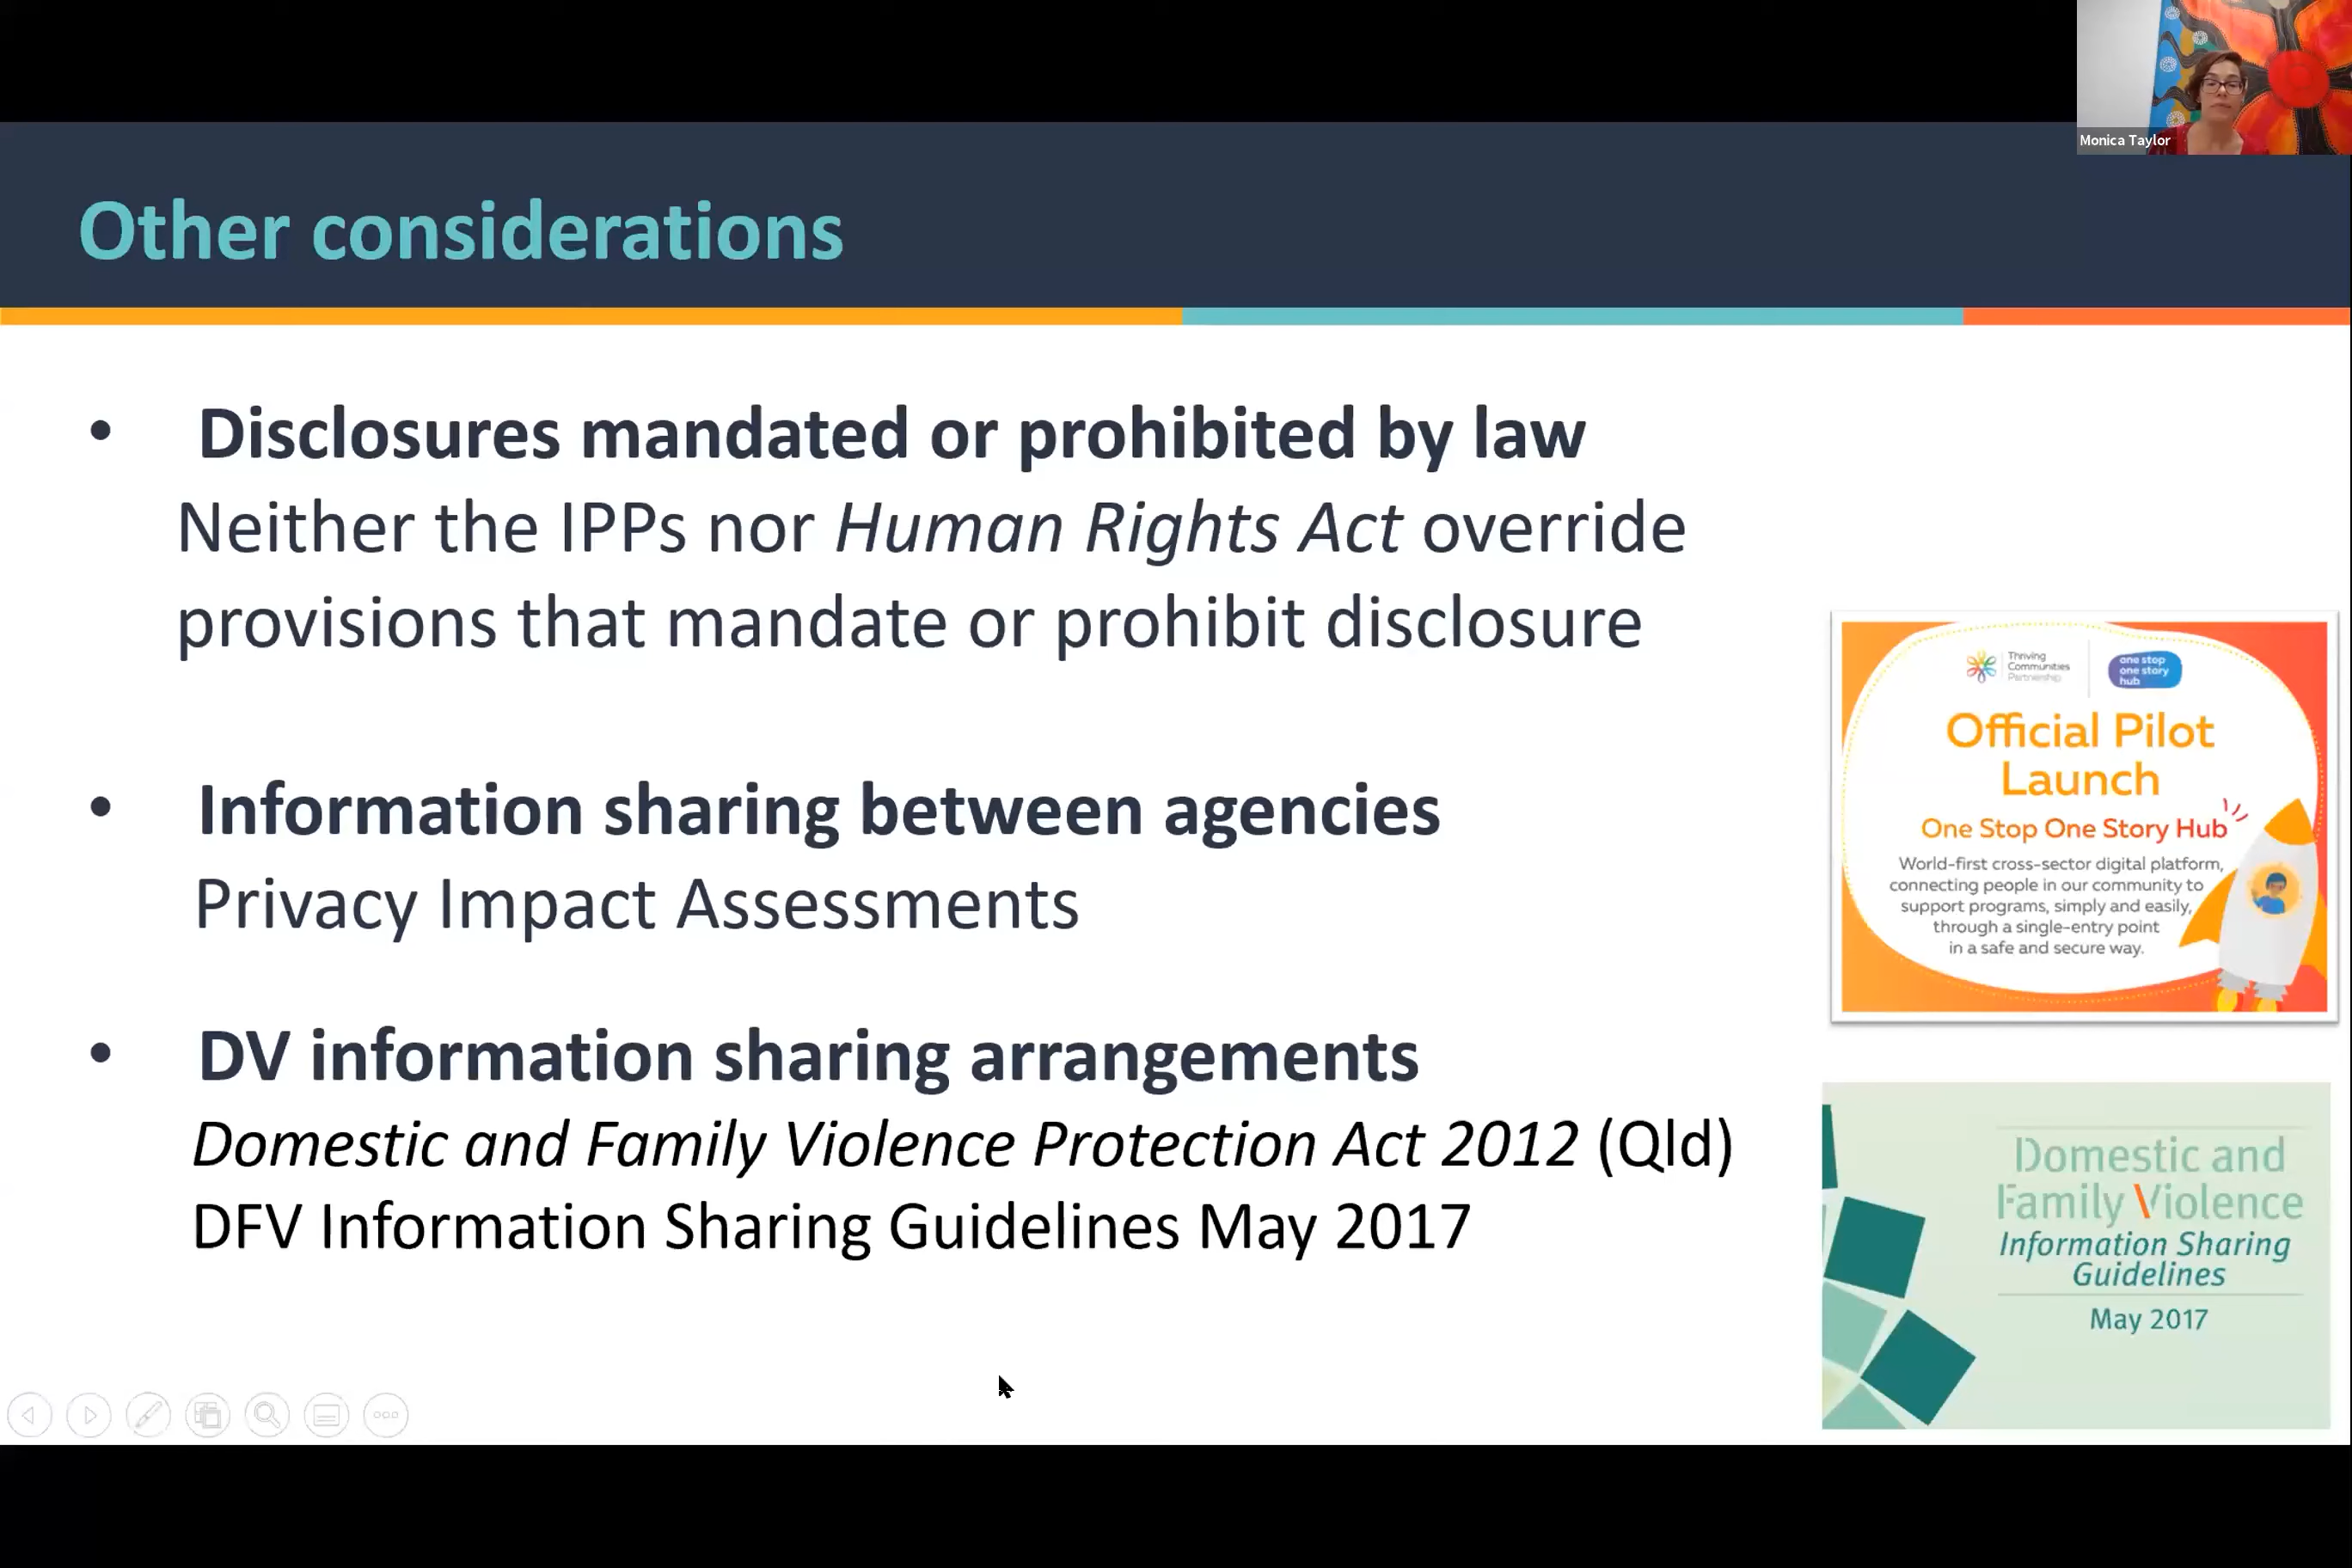 Monica Taylor
Other considerations
• Disclosures mandated or prohibited by law
Neither the IPPs nor Human Rights Act override
provisions that mandate or prohibit disclosure
• Information sharing between agencies
Privacy Impact Assessments
• DV information sharing arrangements
Domestic and Family Violence Protection Act 2012 (Qld)
DFV Information Sharing Guidelines May 2017
Thriving
Communities
Partnership
one stop
one story
hub
Official Pilot
Launch
One Stop One Story Hub
World-first cross-sector digital platform,
connecting people in our community to
support programs, simply and easily,
through a single-entry point
in a safe and secure way.
Domestic and
Family Violence
Information Sharing
Guidelines
May 2017